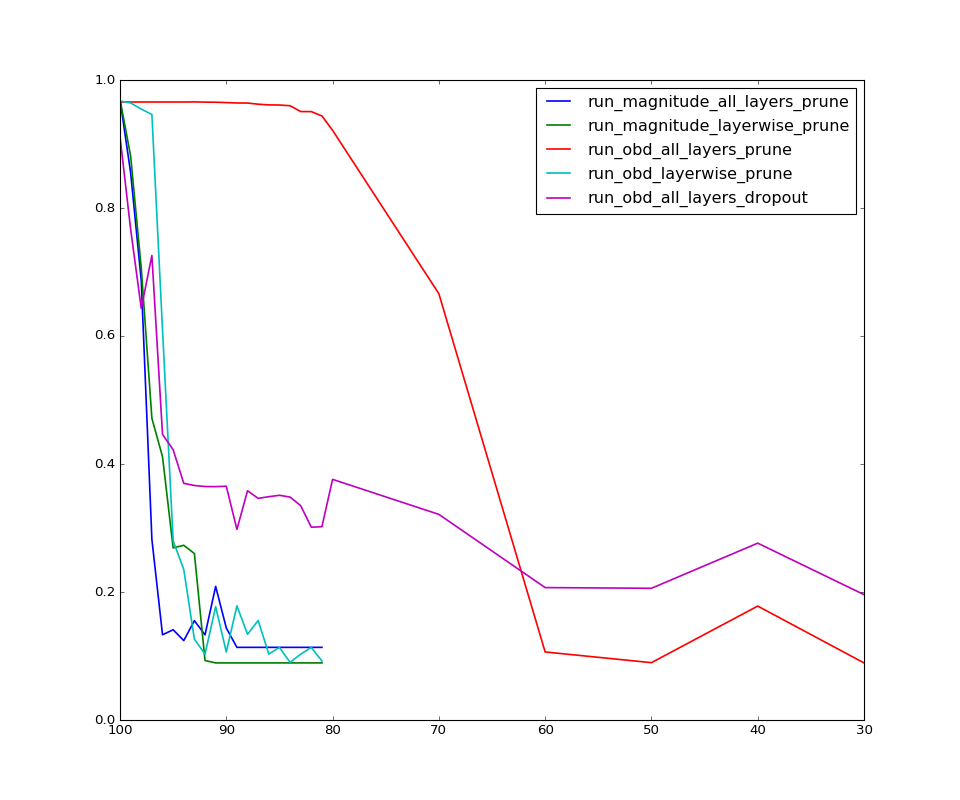 1.0
0.8
0.6
0.4
0.2
0.0
100 90 80 70 60 50 40 30
run_magnitude_all_layers_prune
run_magnitude_layerwise_prune
run_obd_all_layers_prune
run_obd_layerwise_prune
run_obd_all_layers_dropout